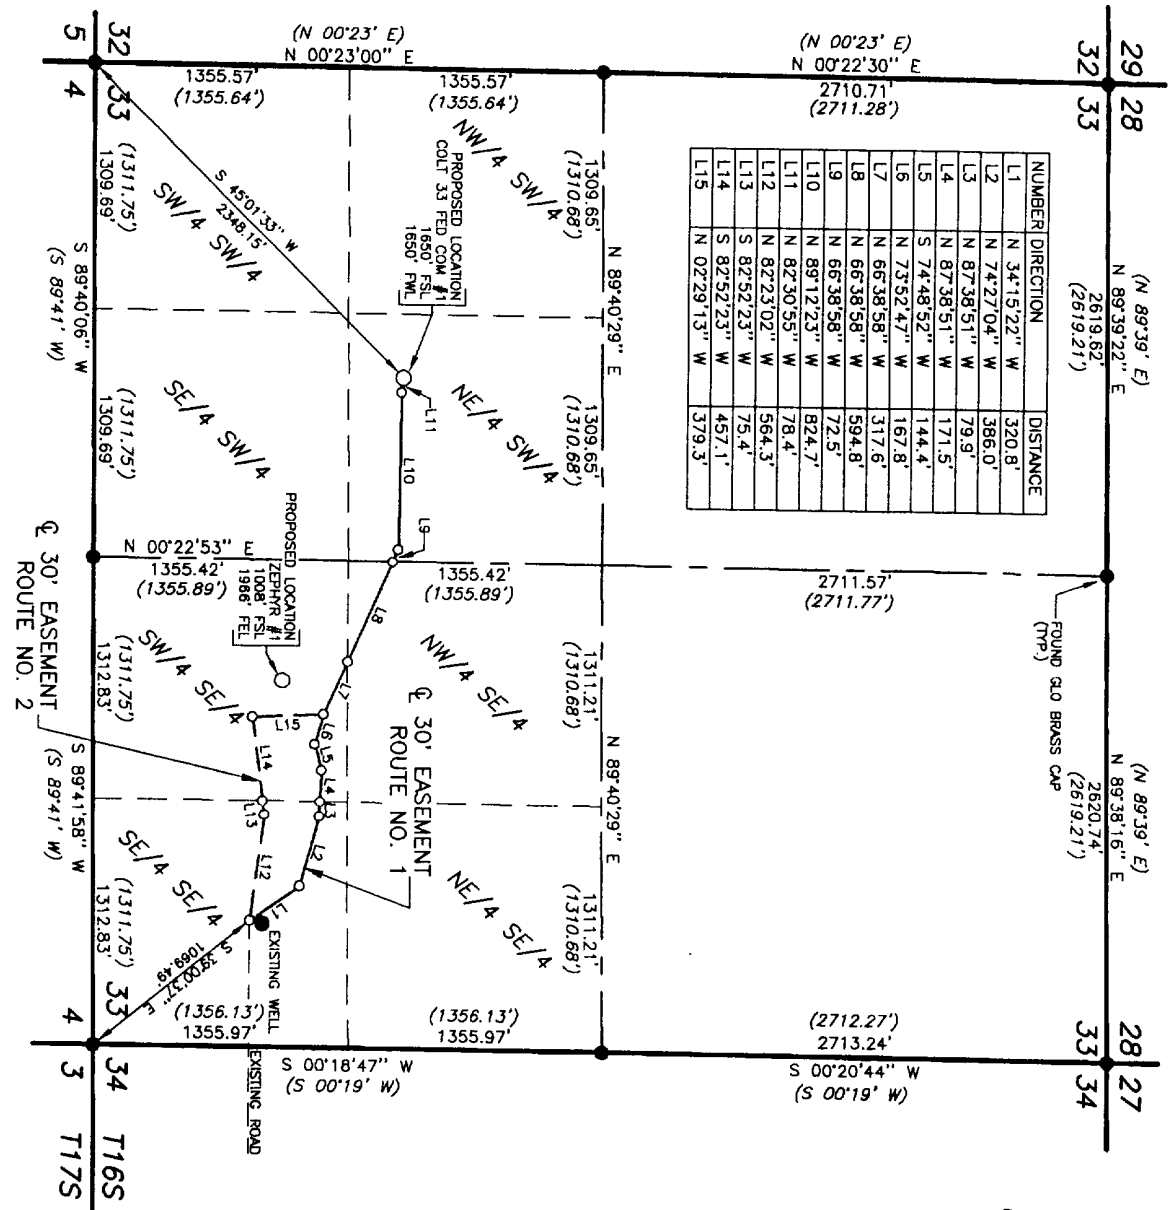 29 28
32 33
28 27
33 34
(N 89°39' E)
N 89°39'22" E
2619.62'
(2619.21')
(N 89°39' E)
N 89°38'16" E
2620.74'
(2619.21')
FOUND GLO BRASS CAP
(TYP.)
NUMBER DIRECTION DISTANCE
L1 N 34°15'22" W 320.8'
L2 N 74°27'04" W 386.0'
L3 N 87°38'51" W 79.9'
L4 N 87°38'51" W 171.5'
L5 S 74°48'52" W 144.4'
L6 N 73°52'47" W 167.8'
L7 N 66°38'58" W 317.6'
L8 N 66°38'58" W 594.8'
L9 N 66°38'58" W 72.5'
L10 N 89°12'23" W 824.7'
L11 N 82°30'55" W 78.4'
L12 N 82°23'02" W 564.3'
L13 S 82°52'23" W 75.4'
L14 S 82°52'23" W 457.1'
L15 N 02°29'13" W 379.3'
(N 00°23' E)
N 00°22'30" E
2710.71'
(2711.28')
2711.57'
(2711.77')
(2712.27')
2713.24'
S 00°20'44" W
(S 00°19' W)
N 89°40'29" E
1309.65'
(1310.68')
1309.65'
(1310.68')
N 89°40'29" E
1311.21'
(1310.68')
1311.21'
(1310.68')
(N 00°23' E)
N 00°23'00" E
1355.57'
(1355.64')
1355.57'
(1355.64')
NW/4 SW/4
NE/4 SW/4
NW/4 SE/4
NE/4 SE/4
PROPOSED LOCATION
COLT 33 FED COM #1
1650' FSL
1650' FWL
L11
L10
L9
L8
L7
L6
L5
L4
L3
L2
L1
L15
L14
L13
L12
1355.42'
(1355.89')
N 00°22'53" E
1355.42'
(1355.89')
℄ 30' EASEMENT
ROUTE NO. 1
(1356.13')
1355.97'
(1356.13')
1355.97'
S 00°18'47" W
(S 00°19' W)
S 45°01'33" W
2348.15'
SW/4 SW/4
SE/4 SW/4
SW/4 SE/4
SE/4 SE/4
PROPOSED LOCATION
ZEPHYR #1
1008' FSL
1986' FEL
EXISTING WELL
EXISTING ROAD
S 39°00'37" E
1069.49'
(1311.75')
1309.69'
(1311.75')
1309.69'
(1311.75')
1312.83'
(1311.75')
1312.83'
S 89°40'06" W
(S 89°41' W)
S 89°41'58" W
(S 89°41' W)
℄ 30' EASEMENT
ROUTE NO. 2
32 33
5 4
33 34 T16S
4 3 T17S